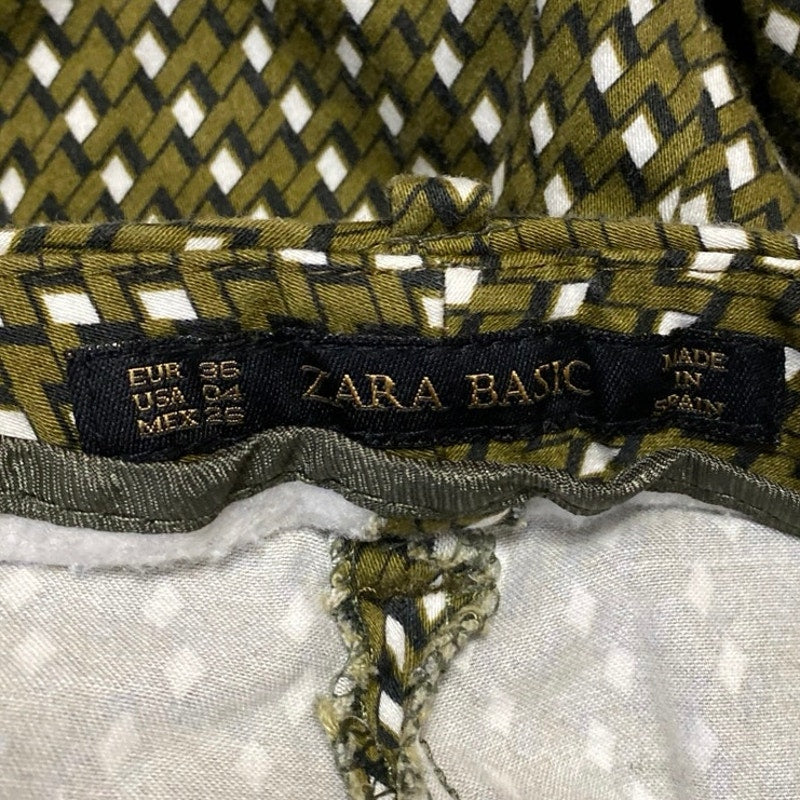 EUR 36
USA 04
MEX 26
ZARA BASIC
MADE
IN
SPAIN